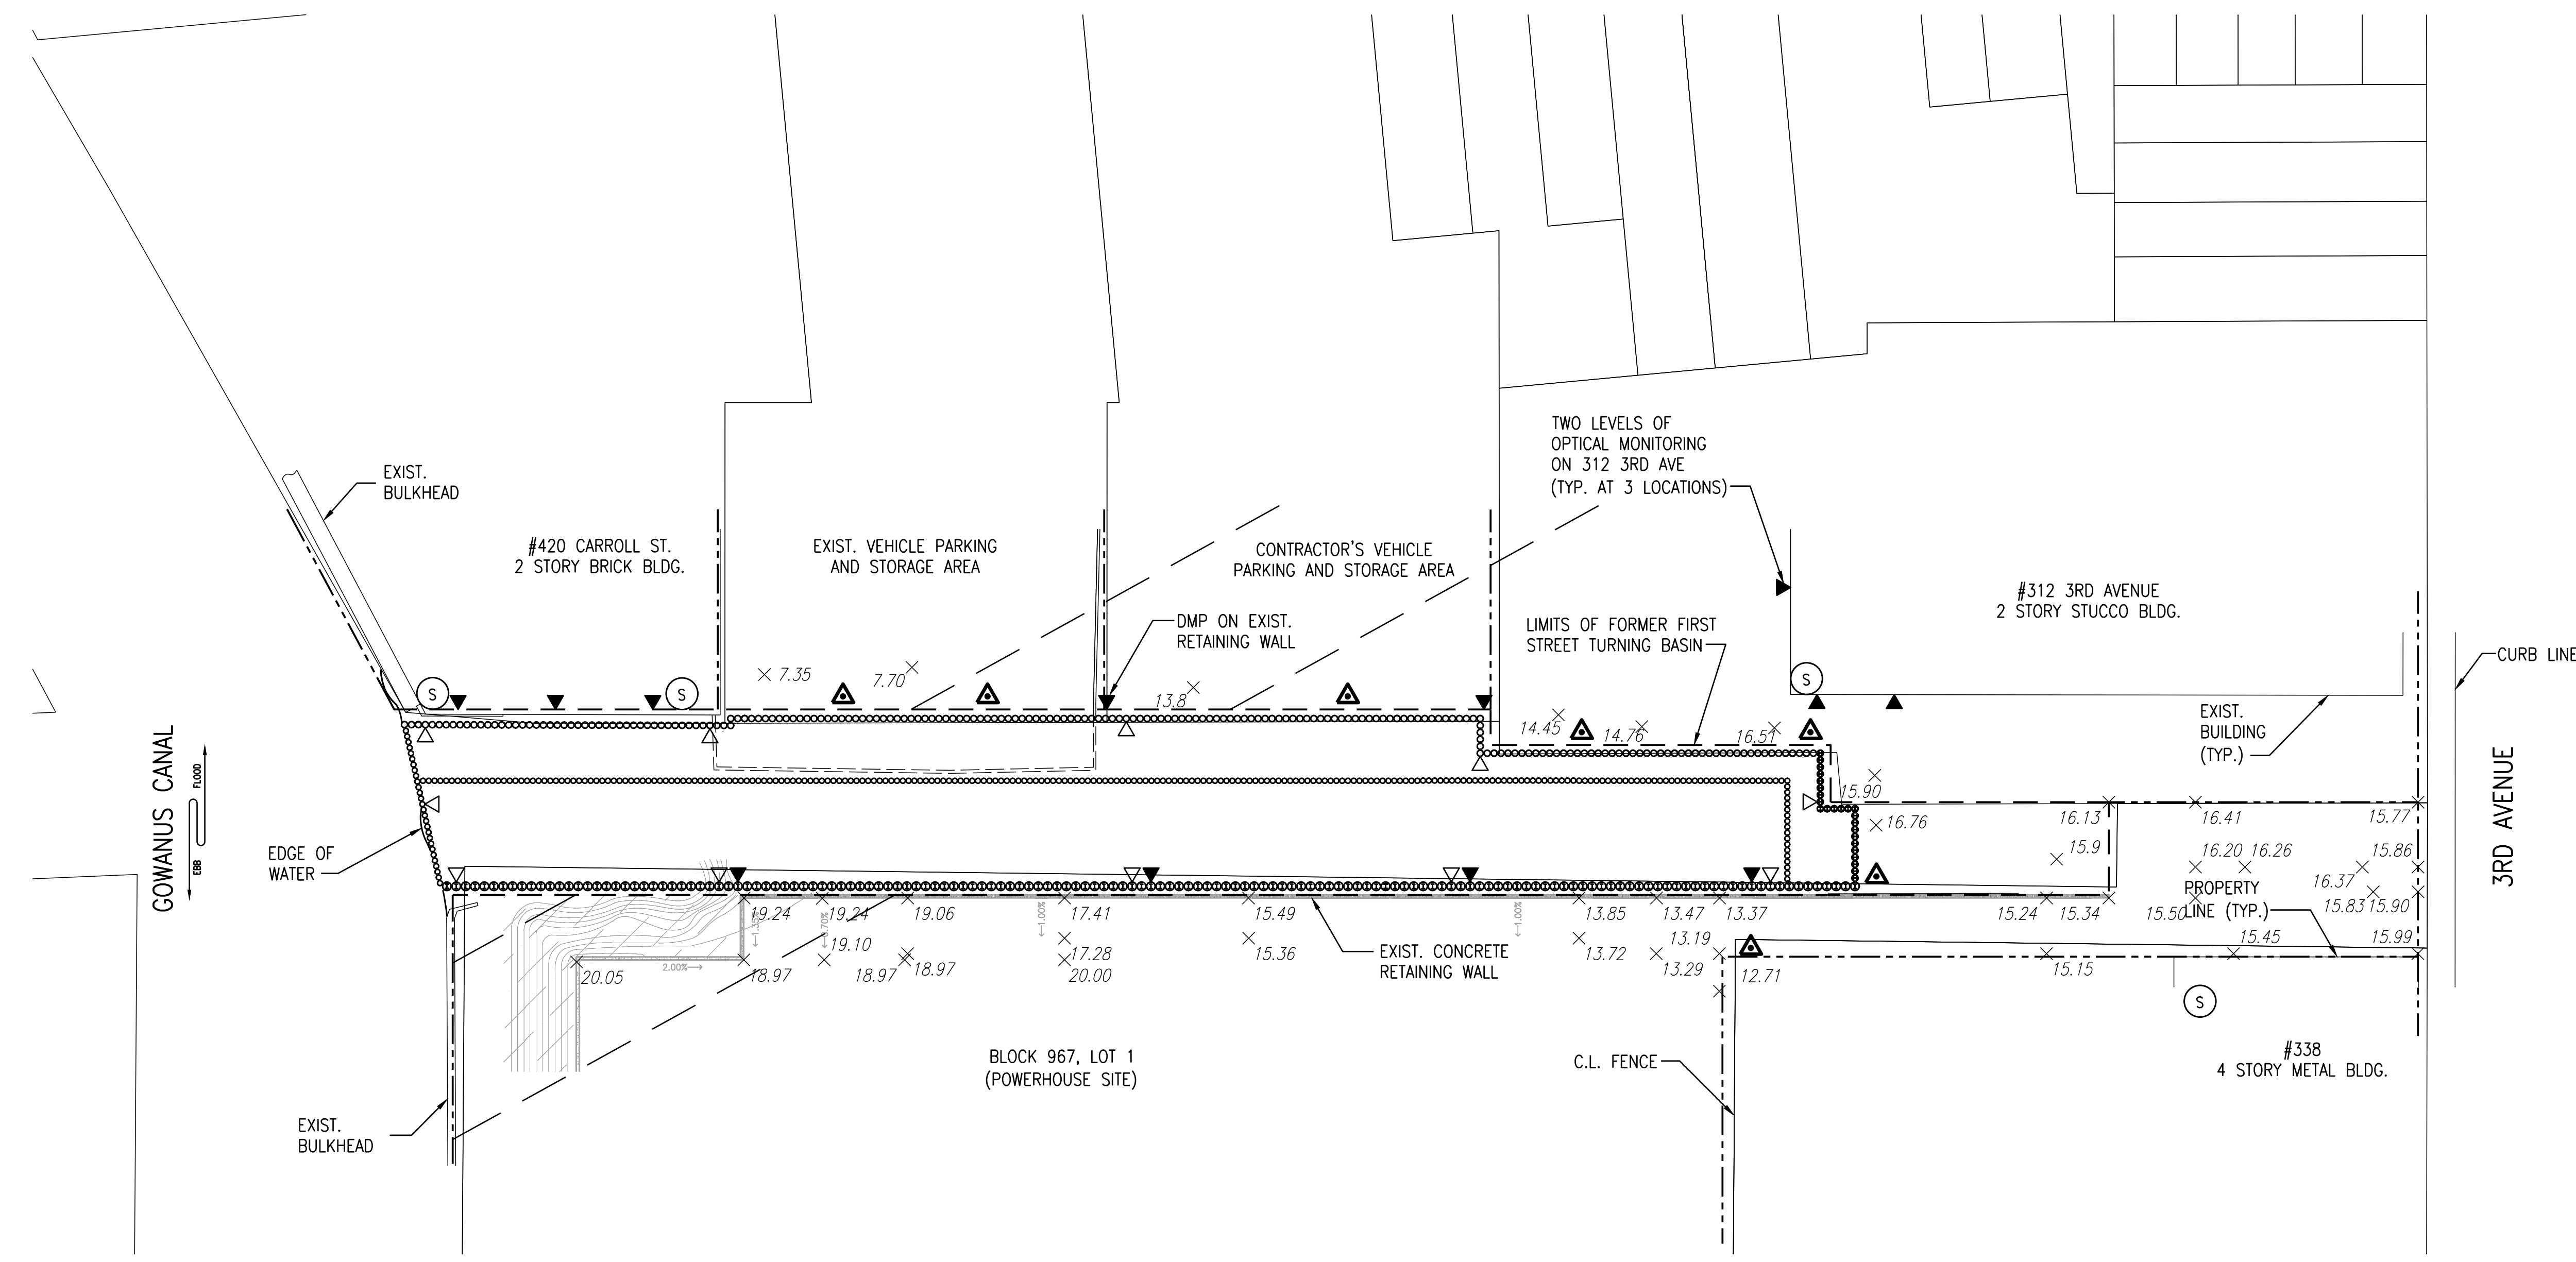 TWO LEVELS OF
OPTICAL MONITORING
ON 312 3RD AVE
(TYP. AT 3 LOCATIONS)
EXIST.
BULKHEAD
#420 CARROLL ST.
2 STORY BRICK BLDG.
EXIST. VEHICLE PARKING
AND STORAGE AREA
CONTRACTOR'S VEHICLE
PARKING AND STORAGE AREA
#312 3RD AVENUE
2 STORY STUCCO BLDG.
DMP ON EXIST.
RETAINING WALL
LIMITS OF FORMER FIRST
STREET TURNING BASIN
CURB LINE
7.35
7.70
13.8
S
S
S
14.45
14.76
16.51
EXIST.
BUILDING
(TYP.)
GOWANUS CANAL
EBB
FLOOD
3RD AVENUE
15.90
16.76
16.13
16.41
15.77
15.9
16.20
16.26
15.86
EDGE OF
WATER
16.37
PROPERTY
LINE (TYP.)
15.83
15.90
15.50
19.24
19.24
19.06
17.41
15.49
13.85
13.47
13.37
15.24
15.34
1.00%
1.00%
19.10
17.28
15.36
13.72
13.19
13.29
15.45
15.99
EXIST. CONCRETE
RETAINING WALL
2.00%
20.05
18.97
18.97
18.97
20.00
12.71
15.15
S
BLOCK 967, LOT 1
(POWERHOUSE SITE)
C.L. FENCE
#338
4 STORY METAL BLDG.
EXIST.
BULKHEAD